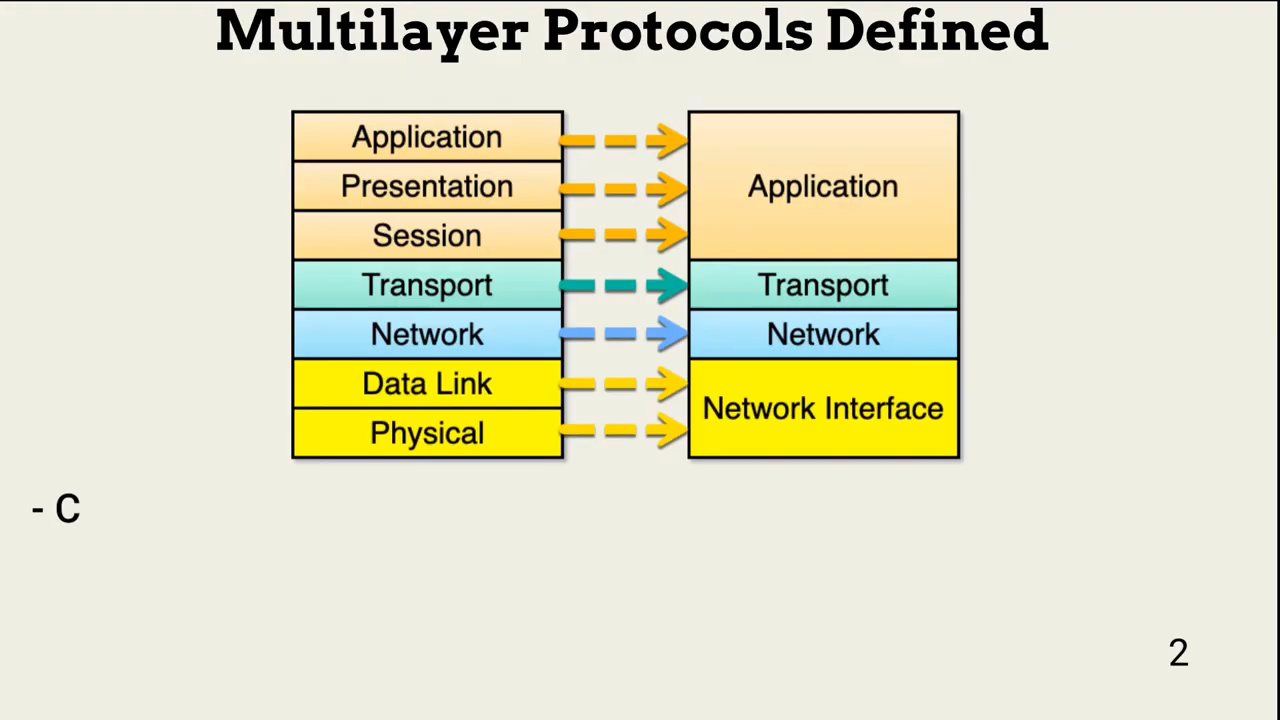 Multilayer Protocols Defined
Application
Presentation
Session
Transport
Network
Data Link
Physical
Application
Transport
Network
Network Interface
- C
2